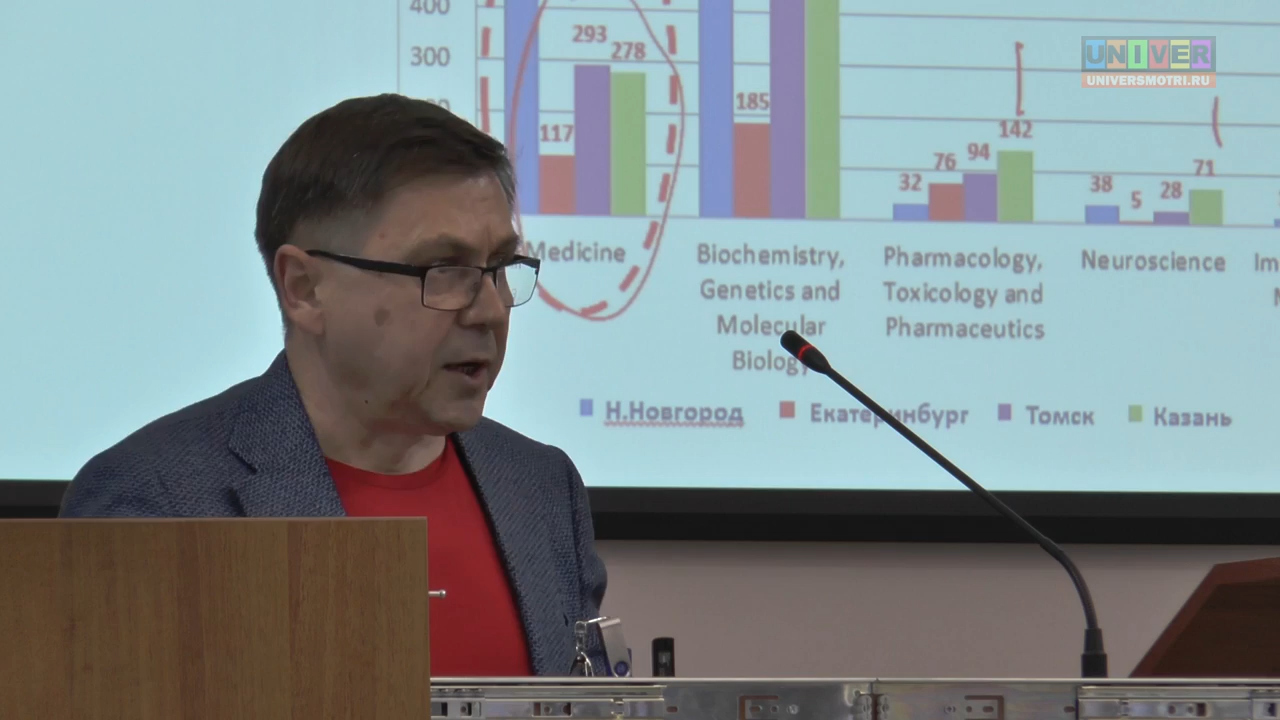 400
UNIVER
UNIVERSMOTRI.RU
293
278
300
117
185
142
94
76
32
71
38
28
5
Medicine
Biochemistry,
Genetics and
Molecular
Biology
Pharmacology,
Toxicology and
Pharmaceutics
Neuroscience
Н.Новгород
Екатеринбург
Томск
Казань